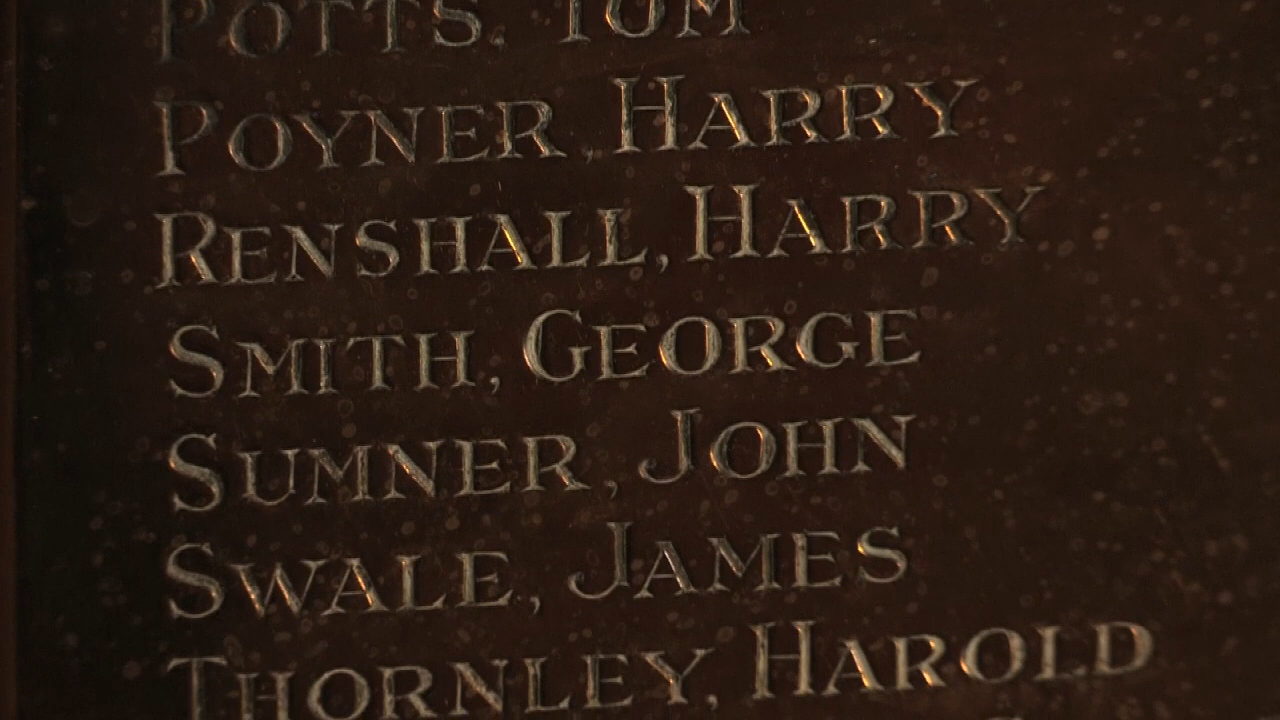 POTTS, TOM
POYNER, HARRY
RENSHALL, HARRY
SMITH, GEORGE
SUMNER, JOHN
SWALE, JAMES
THORNLEY, HAROLD